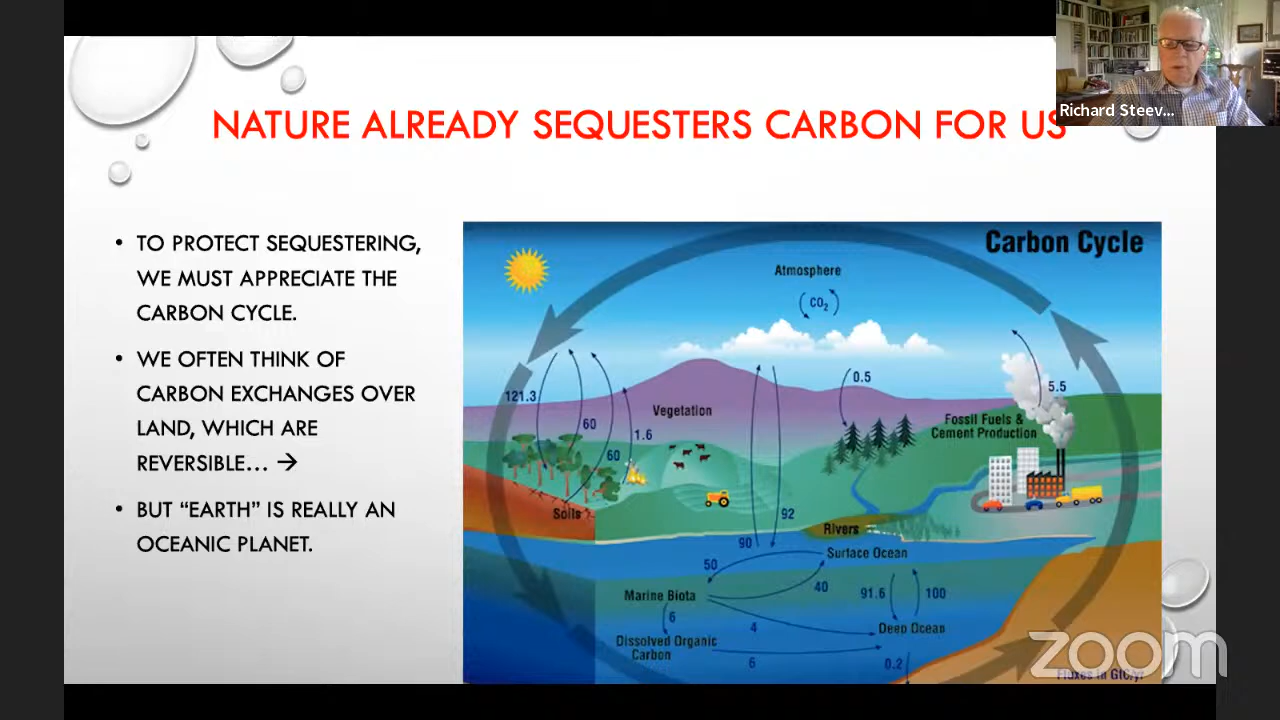 NATURE ALREADY SEQUESTERS CARBON FOR US
Richard Steev...
• TO PROTECT SEQUESTERING,
WE MUST APPRECIATE THE
CARBON CYCLE.
• WE OFTEN THINK OF
CARBON EXCHANGES OVER
LAND, WHICH ARE
REVERSIBLE... →
• BUT “EARTH” IS REALLY AN
OCEANIC PLANET.
Carbon Cycle
Atmosphere
CO₂
121.3
60
60
1.6
Vegetation
0.5
5.5
Fossil Fuels &
Cement Production
Soils
92
90
Rivers
Surface Ocean
50
40
91.6
100
Marine Biota
6
4
Deep Ocean
Dissolved Organic
Carbon
6
0.2
Fluxes in GtC/yr
zoom